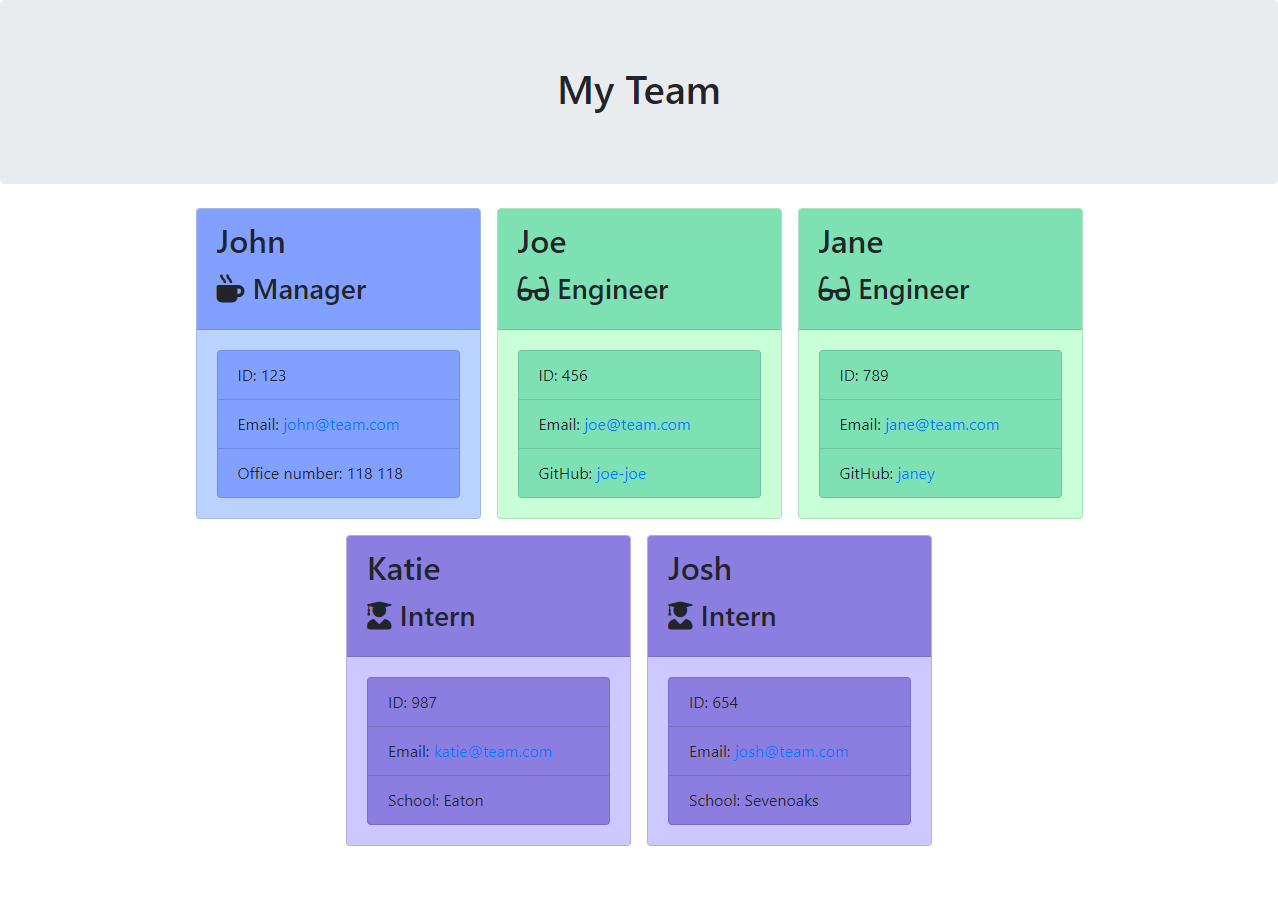 My Team
John
Manager
ID: 123
Email: john@team.com
Office number: 118 118
Joe
Engineer
ID: 456
Email: joe@team.com
GitHub: joe-joe
Jane
Engineer
ID: 789
Email: jane@team.com
GitHub: janey
Katie
Intern
ID: 987
Email: katie@team.com
School: Eaton
Josh
Intern
ID: 654
Email: josh@team.com
School: Sevenoaks